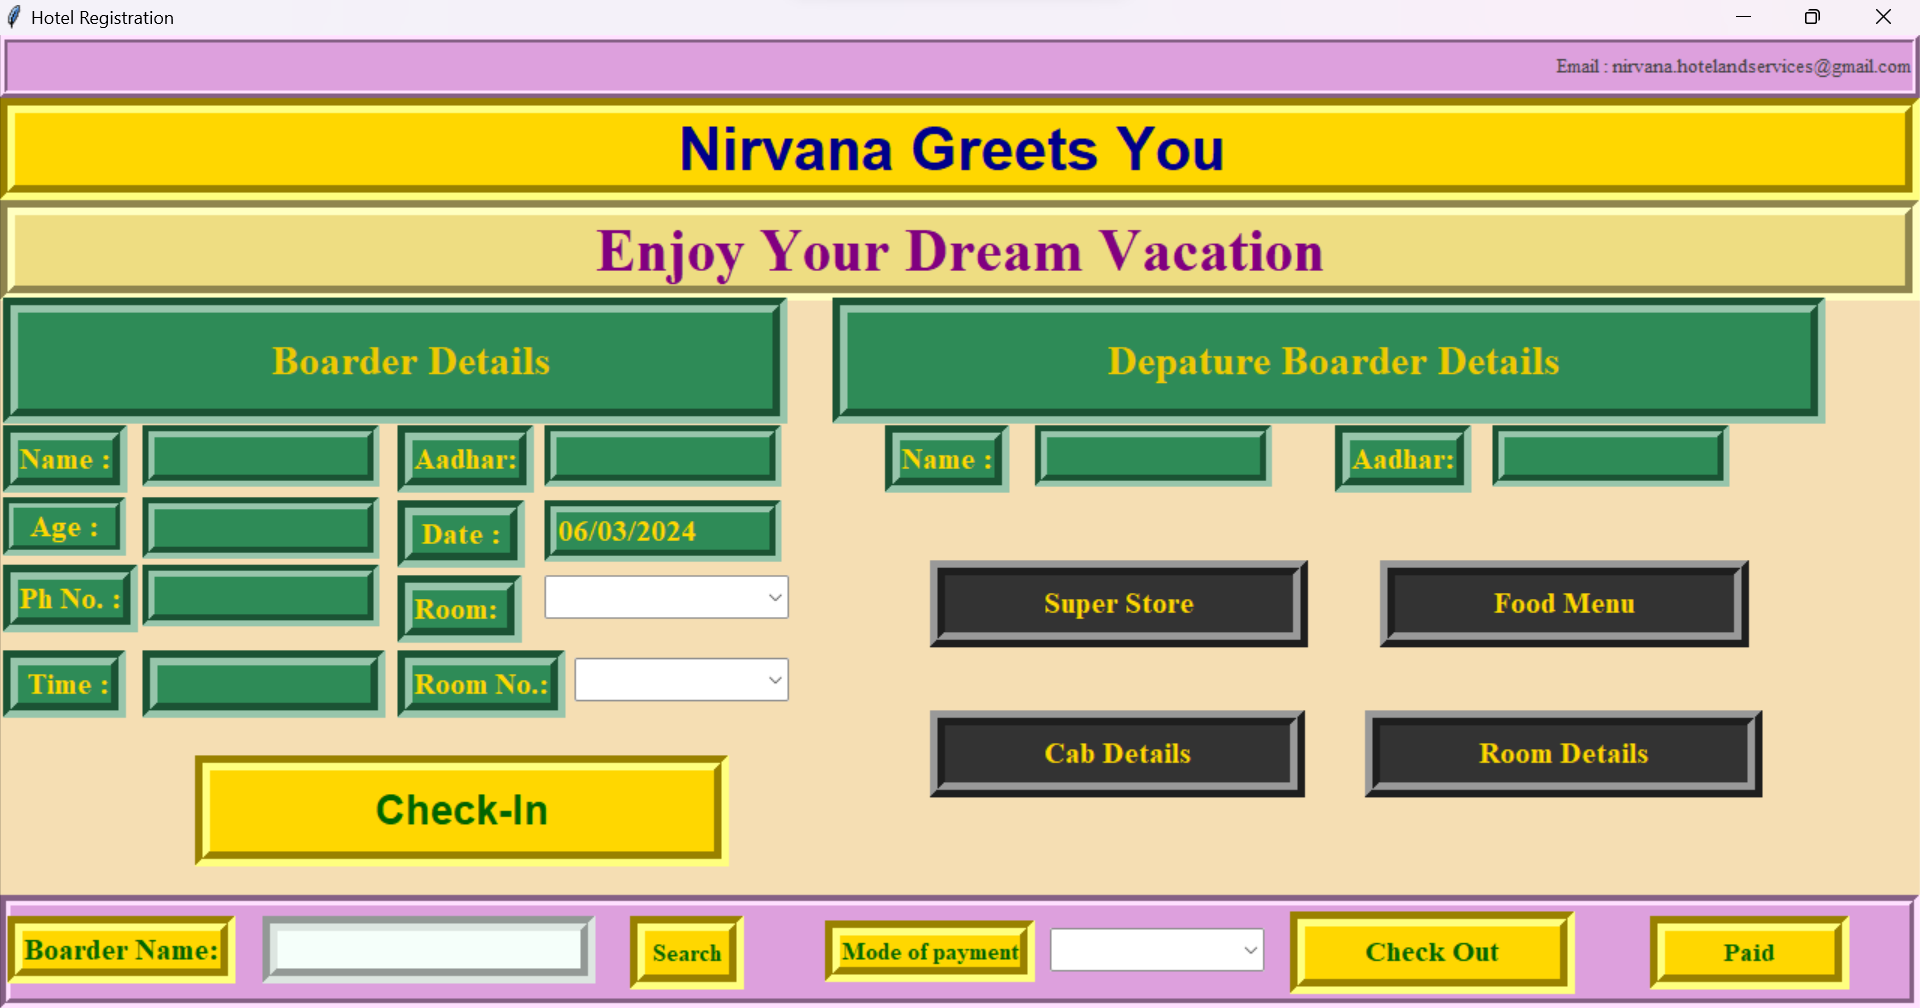 Hotel Registration
Email : nirvana.hotelandservices@gmail.com
Nirvana Greets You
Enjoy Your Dream Vacation
Boarder Details
Depature Boarder Details
Name :
Aadhar:
Name :
Aadhar:
Age :
Date :
06/03/2024
Ph No. :
Room:
Super Store
Food Menu
Time :
Room No.:
Cab Details
Room Details
Check-In
Boarder Name:
Search
Mode of payment
Check Out
Paid